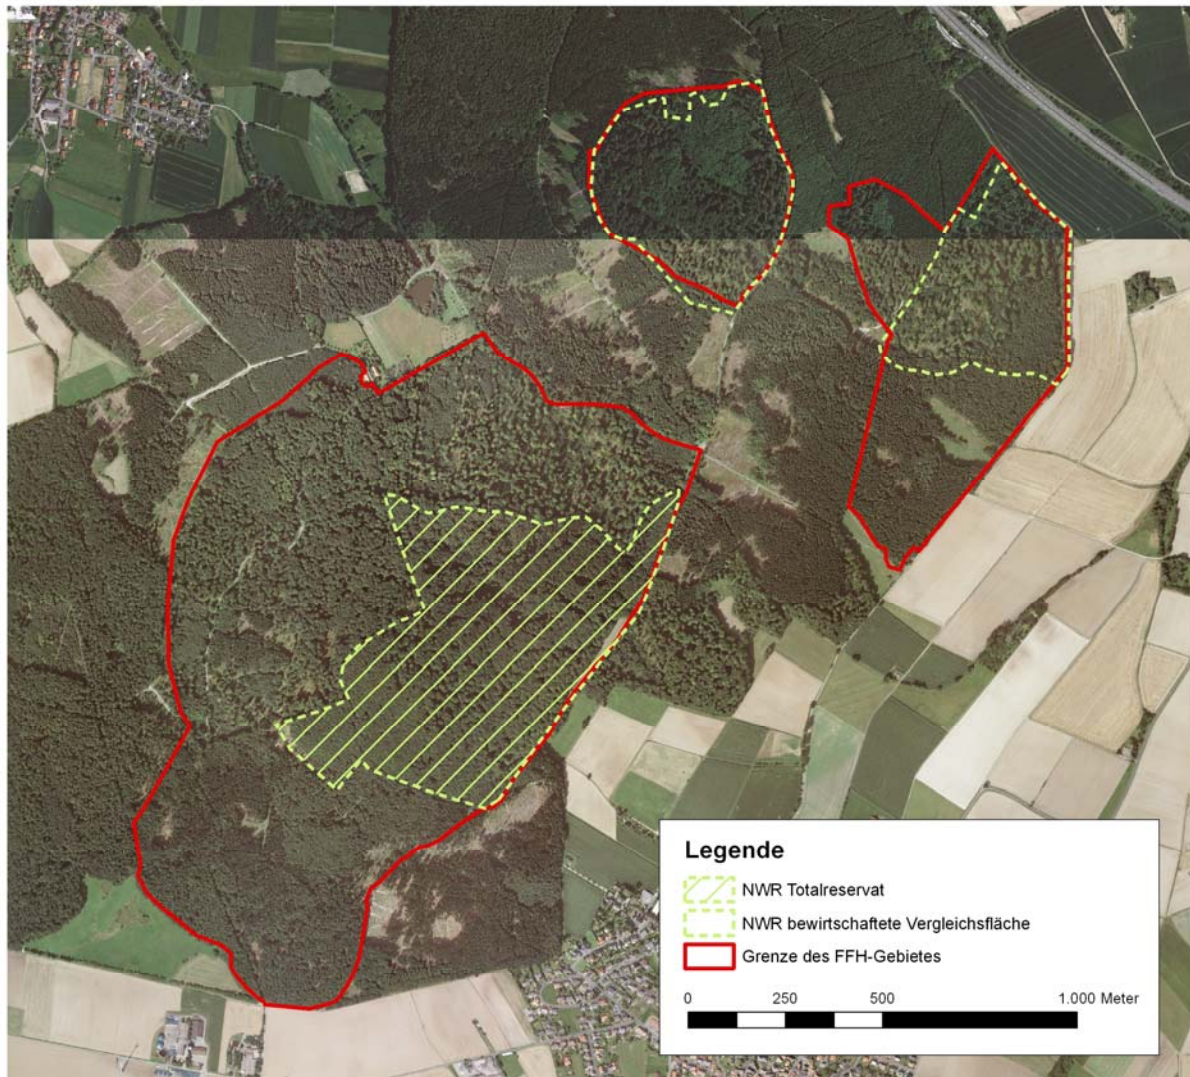 Legende
NWR Totalreservat
NWR bewirtschaftete Vergleichsfläche
Grenze des FFH-Gebietes
0 250 500 1.000 Meter